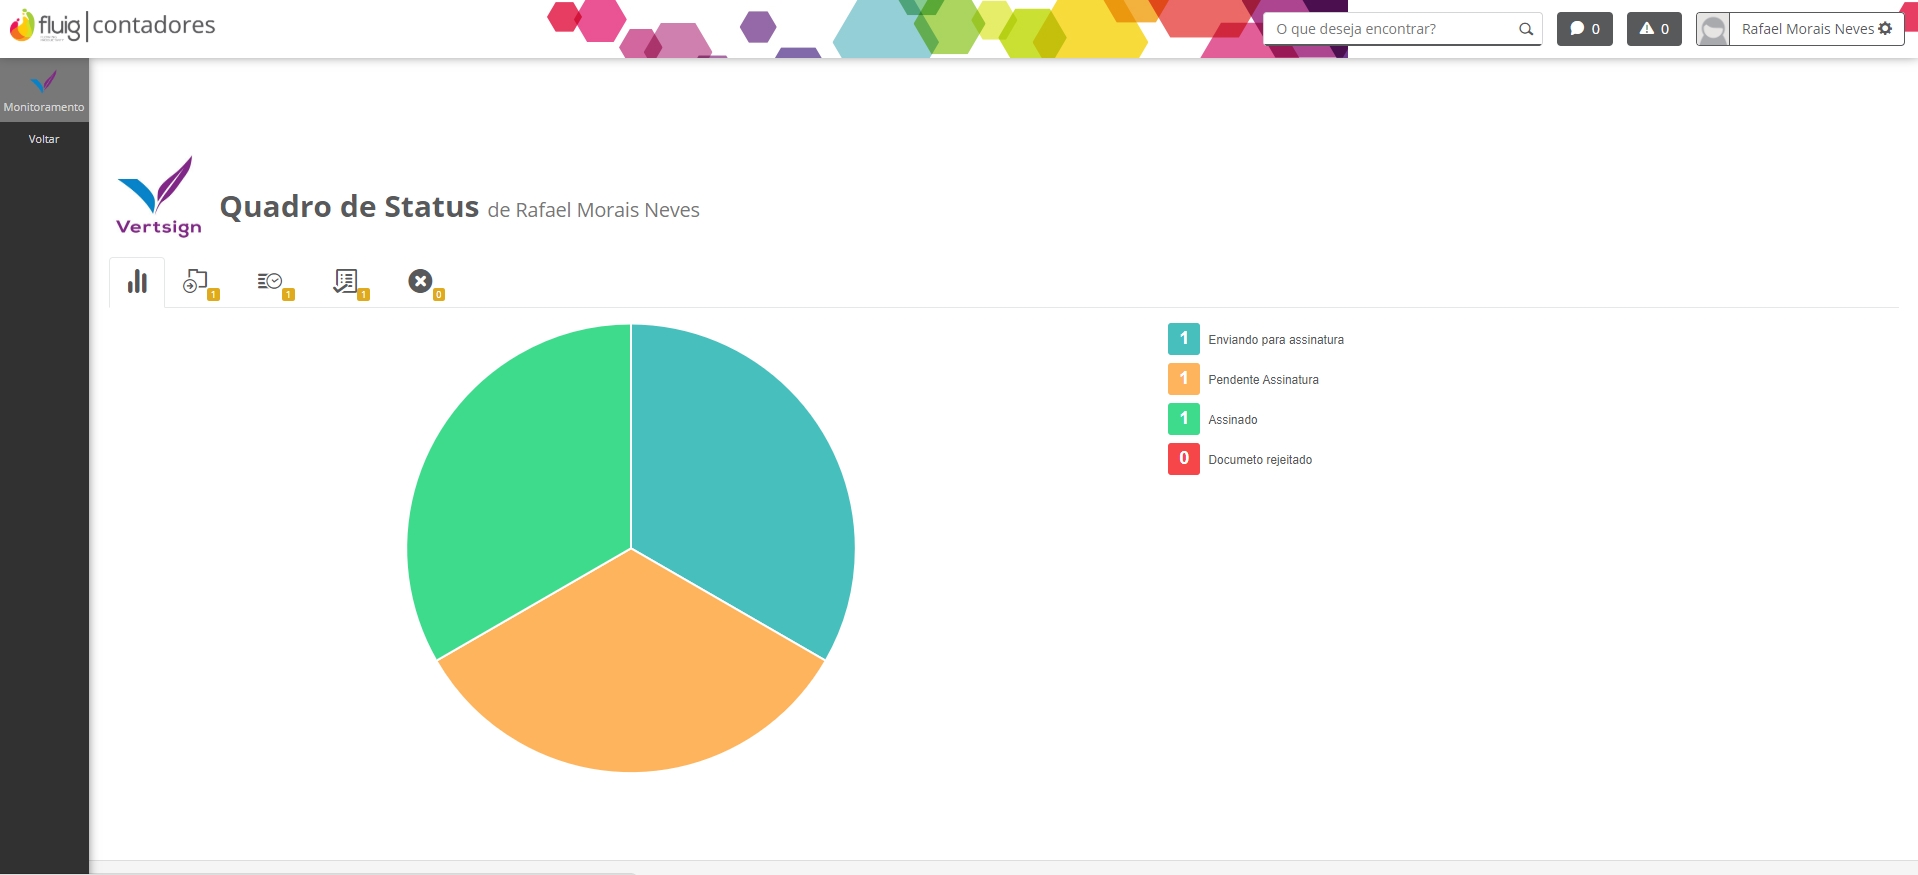 fluig contadores
O que deseja encontrar?
0
0
Rafael Morais Neves
Monitoramento
Voltar
Vertsign
Quadro de Status de Rafael Morais Neves
1
1
1
0
1 Enviando para assinatura
1 Pendente Assinatura
1 Assinado
0 Documeto rejeitado